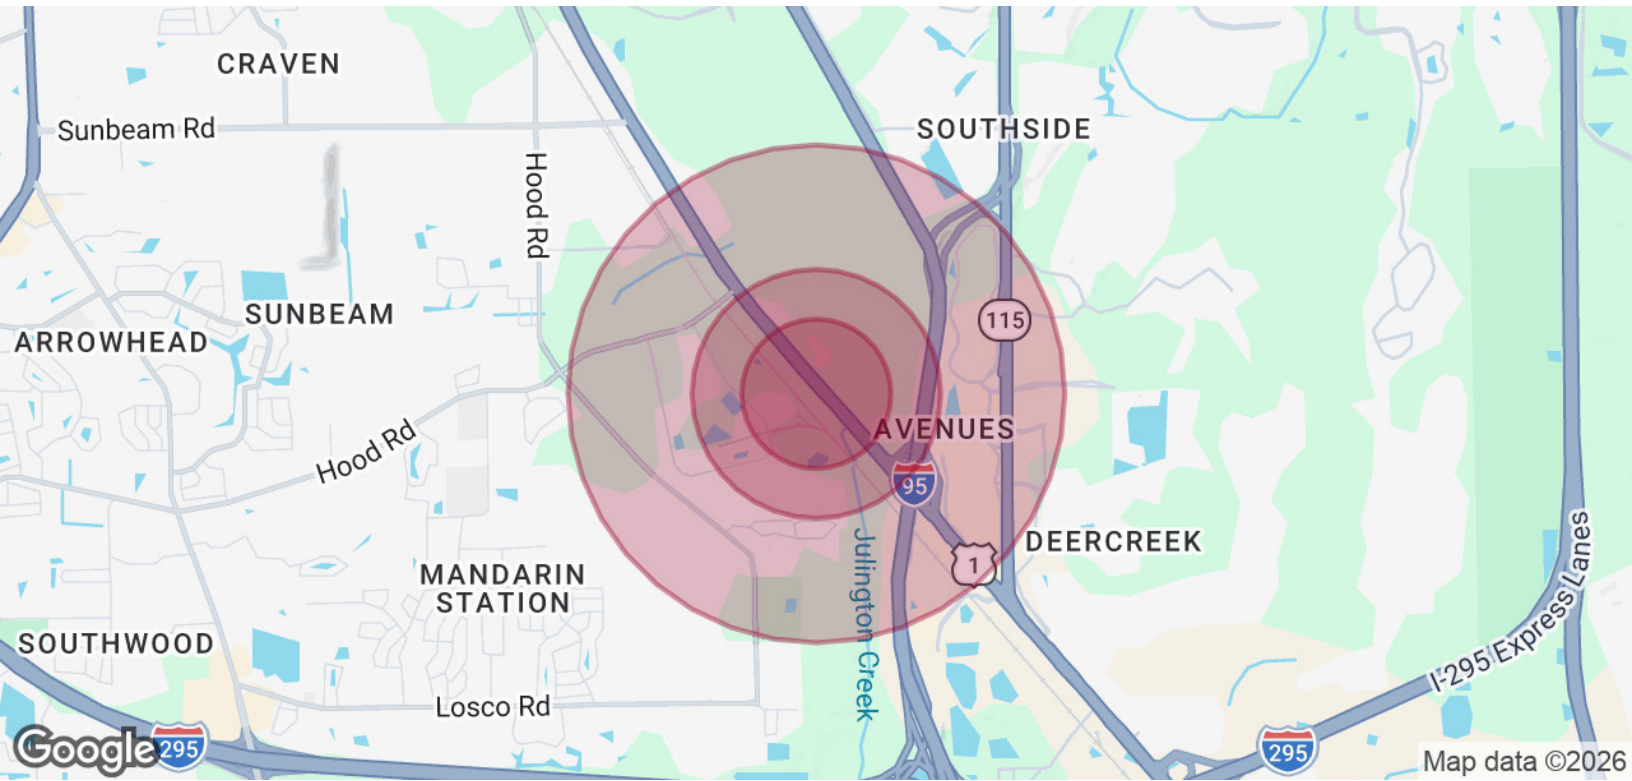 CRAVEN
Sunbeam Rd
SOUTHSIDE
Hood Rd
SUNBEAM
ARROWHEAD
115
AVENUES
Hood Rd
95
DEERCREEK
1
Julington Creek
MANDARIN
STATION
SOUTHWOOD
I-295 Express Lanes
Losco Rd
Google
295
295
Map data ©2026